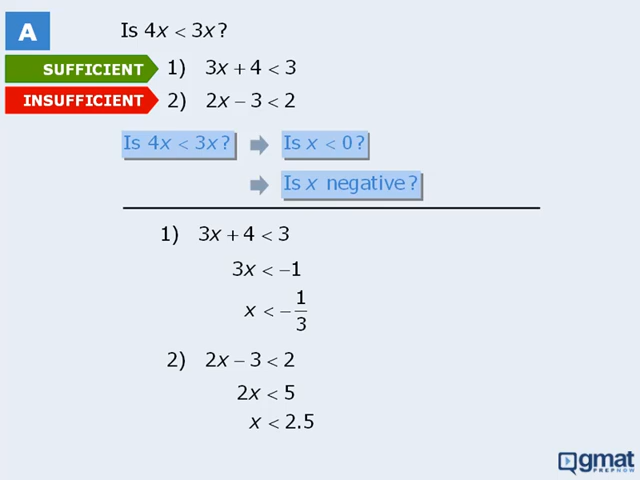 A
Is 4x < 3x?
SUFFICIENT 1) 3x + 4 < 3
INSUFFICIENT 2) 2x − 3 < 2
Is 4x < 3x? Is x < 0?
Is x negative?
1) 3x + 4 < 3
3x < −1
x < −1/3
2) 2x − 3 < 2
2x < 5
x < 2.5
gmat
PREPNOW